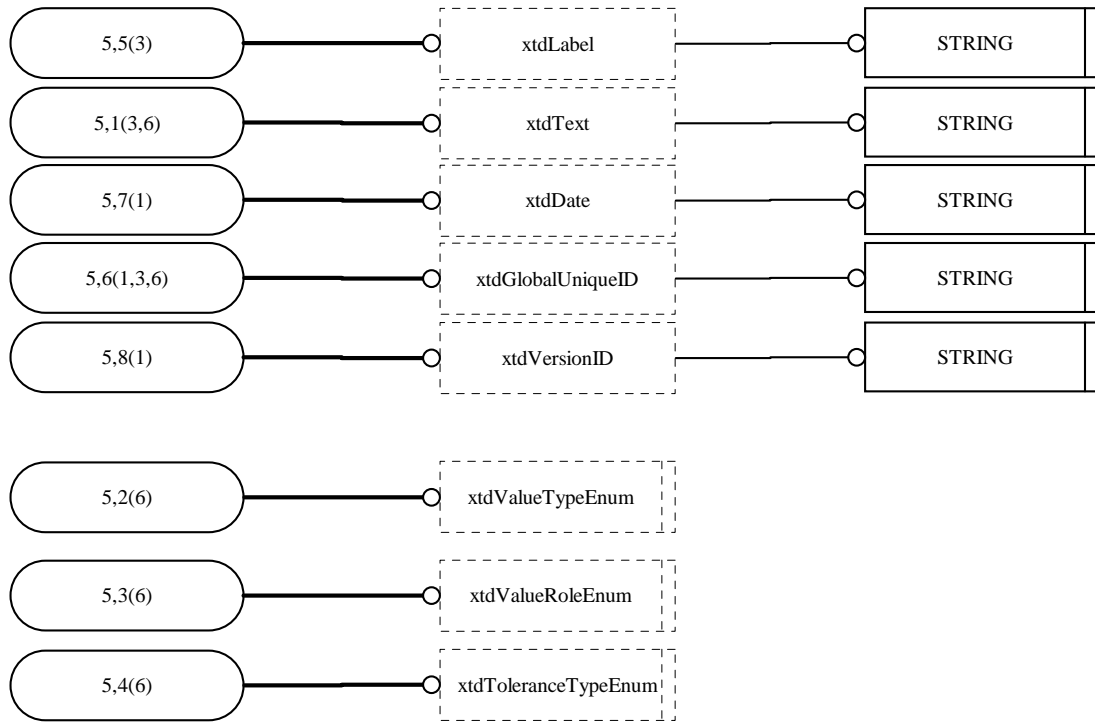 5,5(3) xtdLabel STRING
5,1(3,6) xtdText STRING
5,7(1) xtdDate STRING
5,6(1,3,6) xtdGlobalUniqueID STRING
5,8(1) xtdVersionID STRING
5,2(6) xtdValueTypeEnum
5,3(6) xtdValueRoleEnum
5,4(6) xtdToleranceTypeEnum